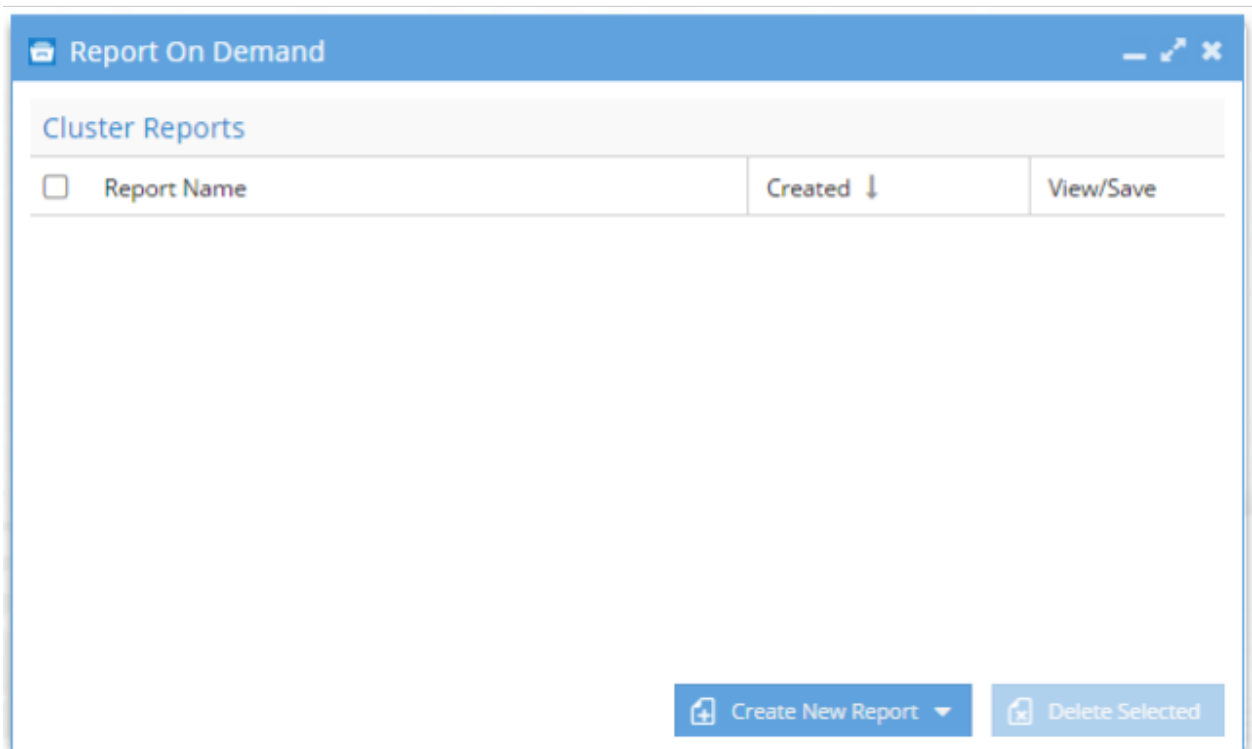 Report On Demand
Cluster Reports
Report Name Created View/Save
Create New Report Delete Selected